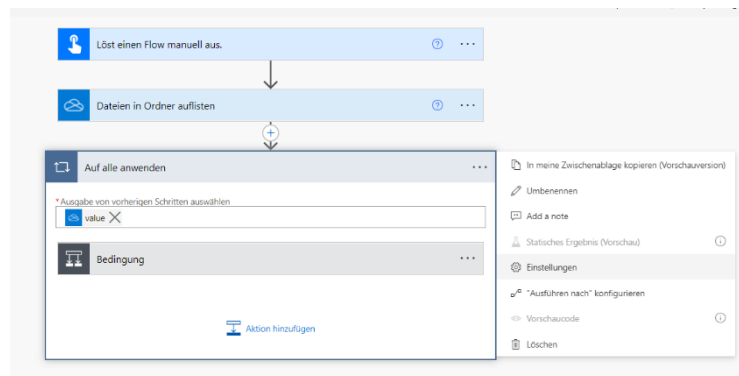 Löst einen Flow manuell aus.
Dateien in Ordner auflisten
Auf alle anwenden
* Ausgabe von vorherigen Schritten auswählen
value
Bedingung
Aktion hinzufügen
In meine Zwischenablage kopieren (Vorschauversion)
Umbenennen
Add a note
Statisches Ergebnis (Vorschau)
Einstellungen
"Ausführen nach" konfigurieren
Vorschaucode
Löschen